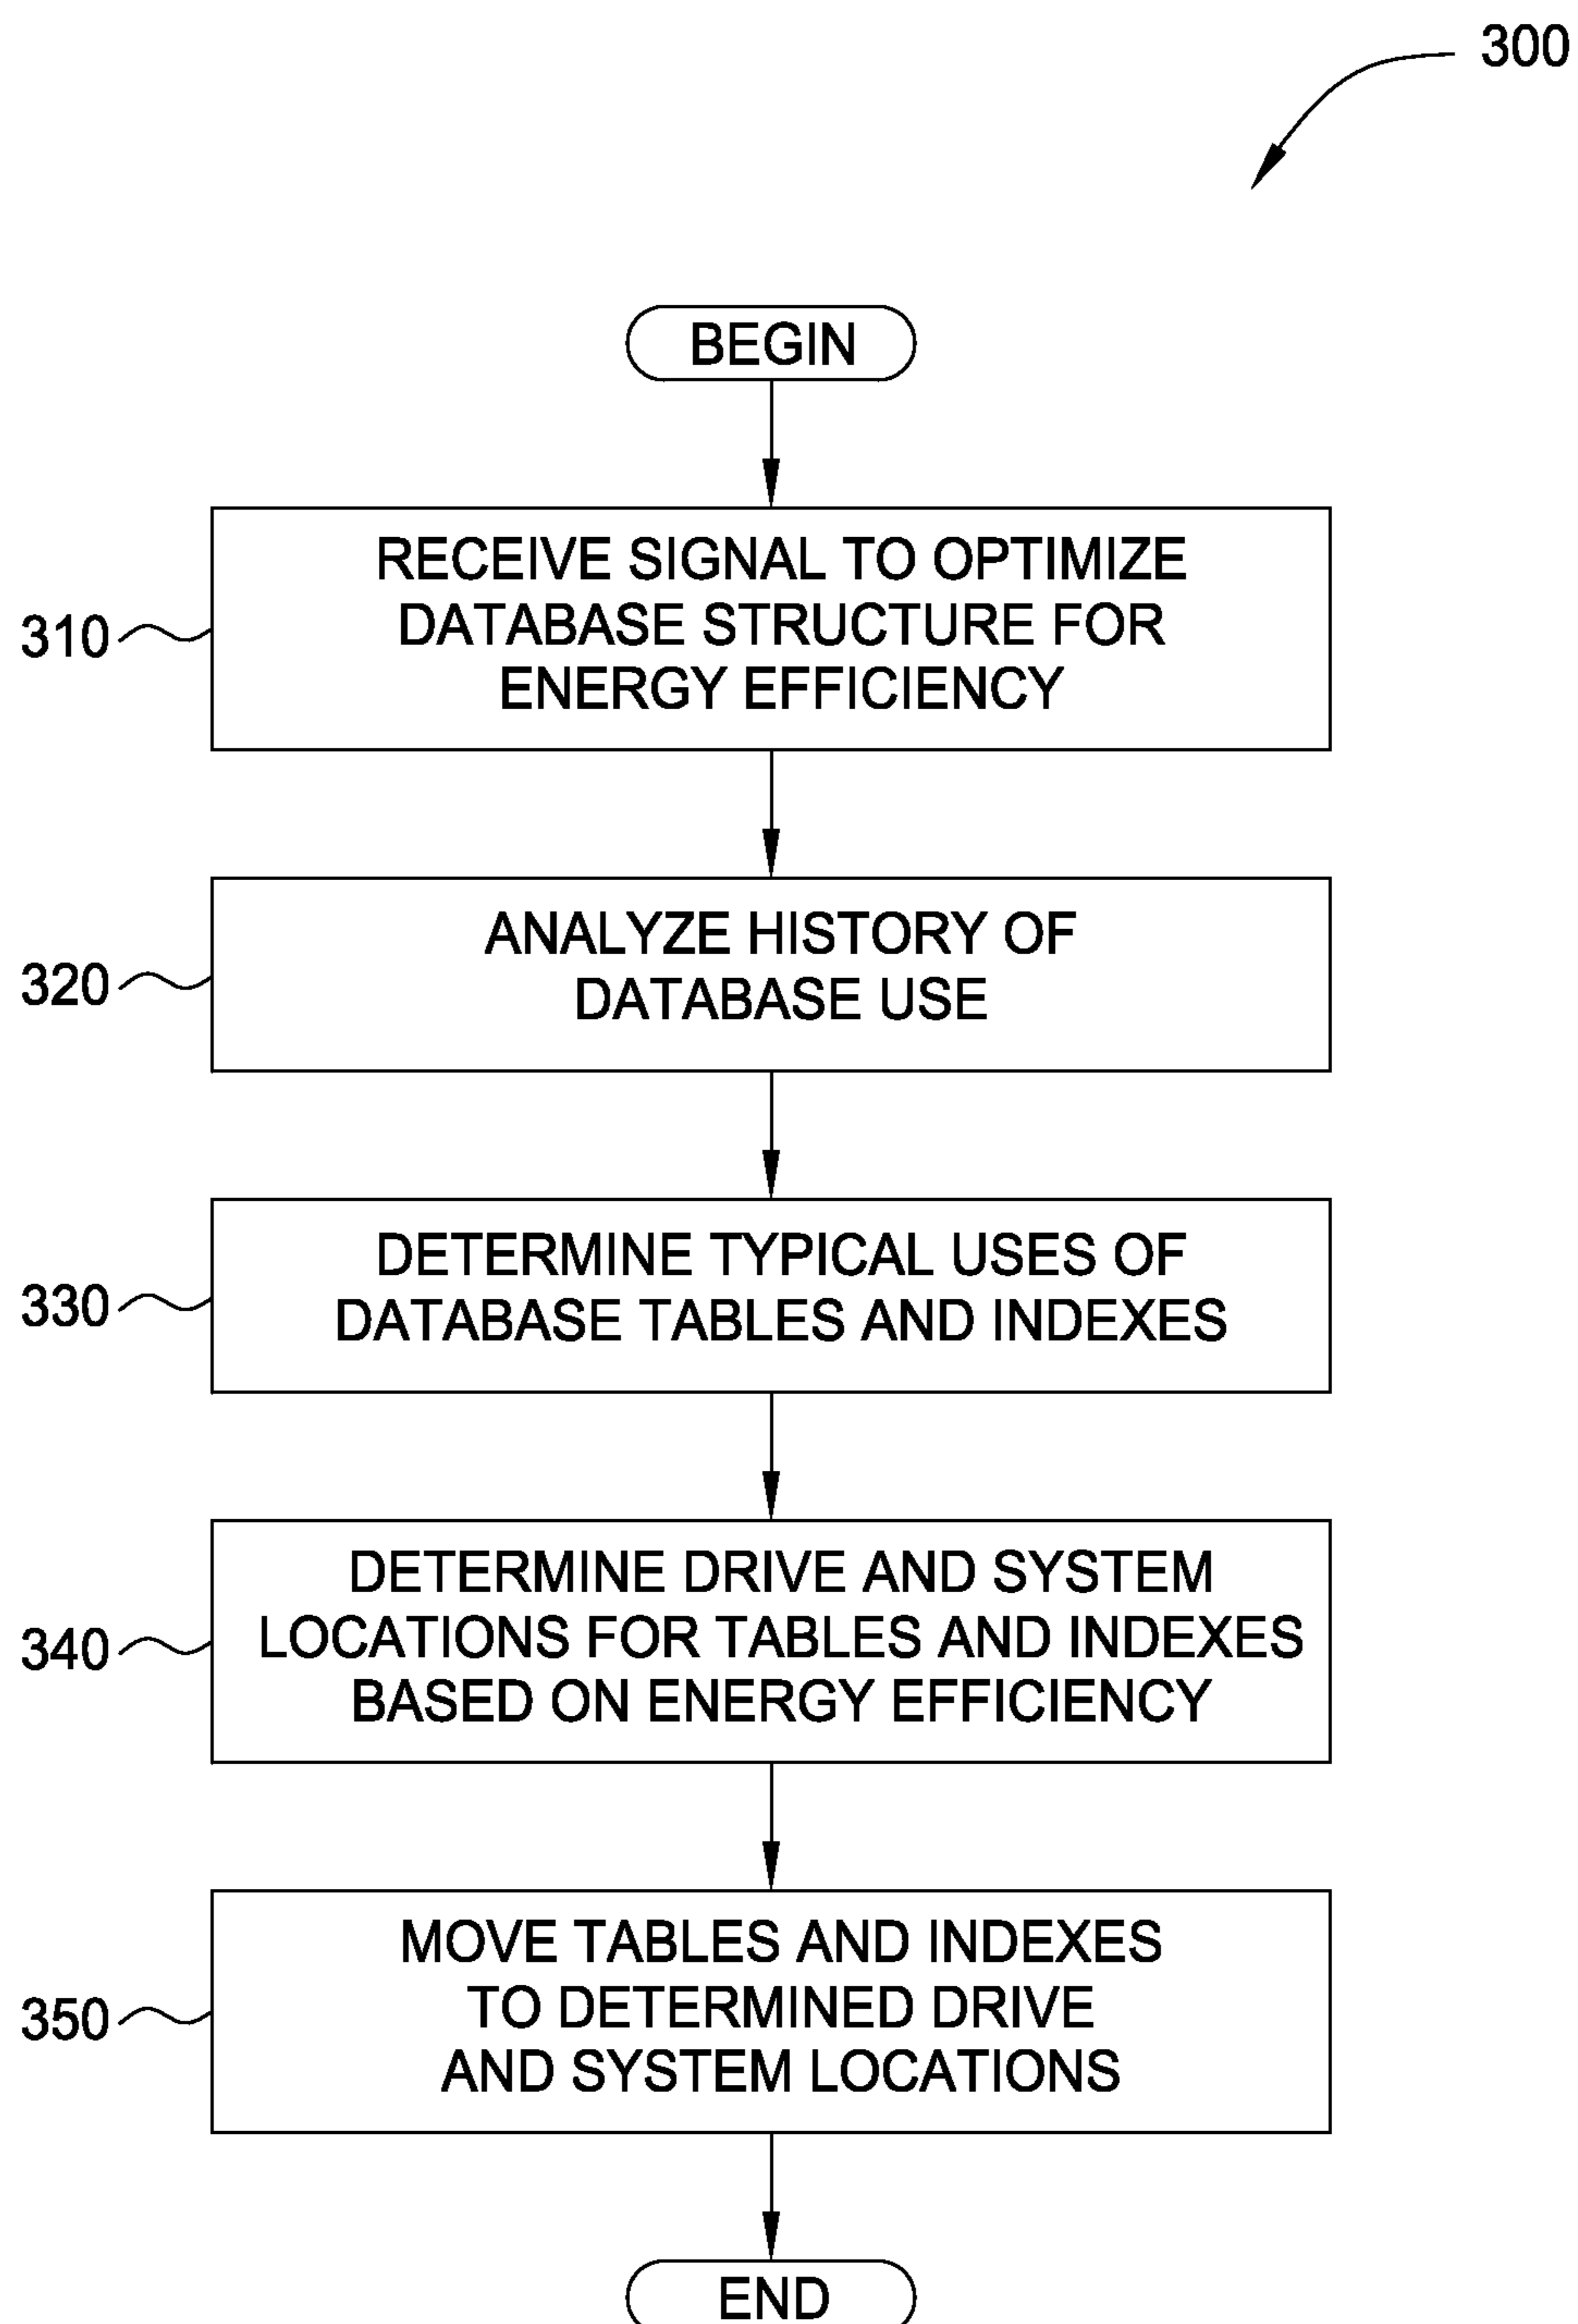 300
BEGIN
RECEIVE SIGNAL TO OPTIMIZE
DATABASE STRUCTURE FOR
ENERGY EFFICIENCY
310
ANALYZE HISTORY OF
DATABASE USE
320
DETERMINE TYPICAL USES OF
DATABASE TABLES AND INDEXES
330
DETERMINE DRIVE AND SYSTEM
LOCATIONS FOR TABLES AND INDEXES
BASED ON ENERGY EFFICIENCY
340
MOVE TABLES AND INDEXES
TO DETERMINED DRIVE
AND SYSTEM LOCATIONS
350
END